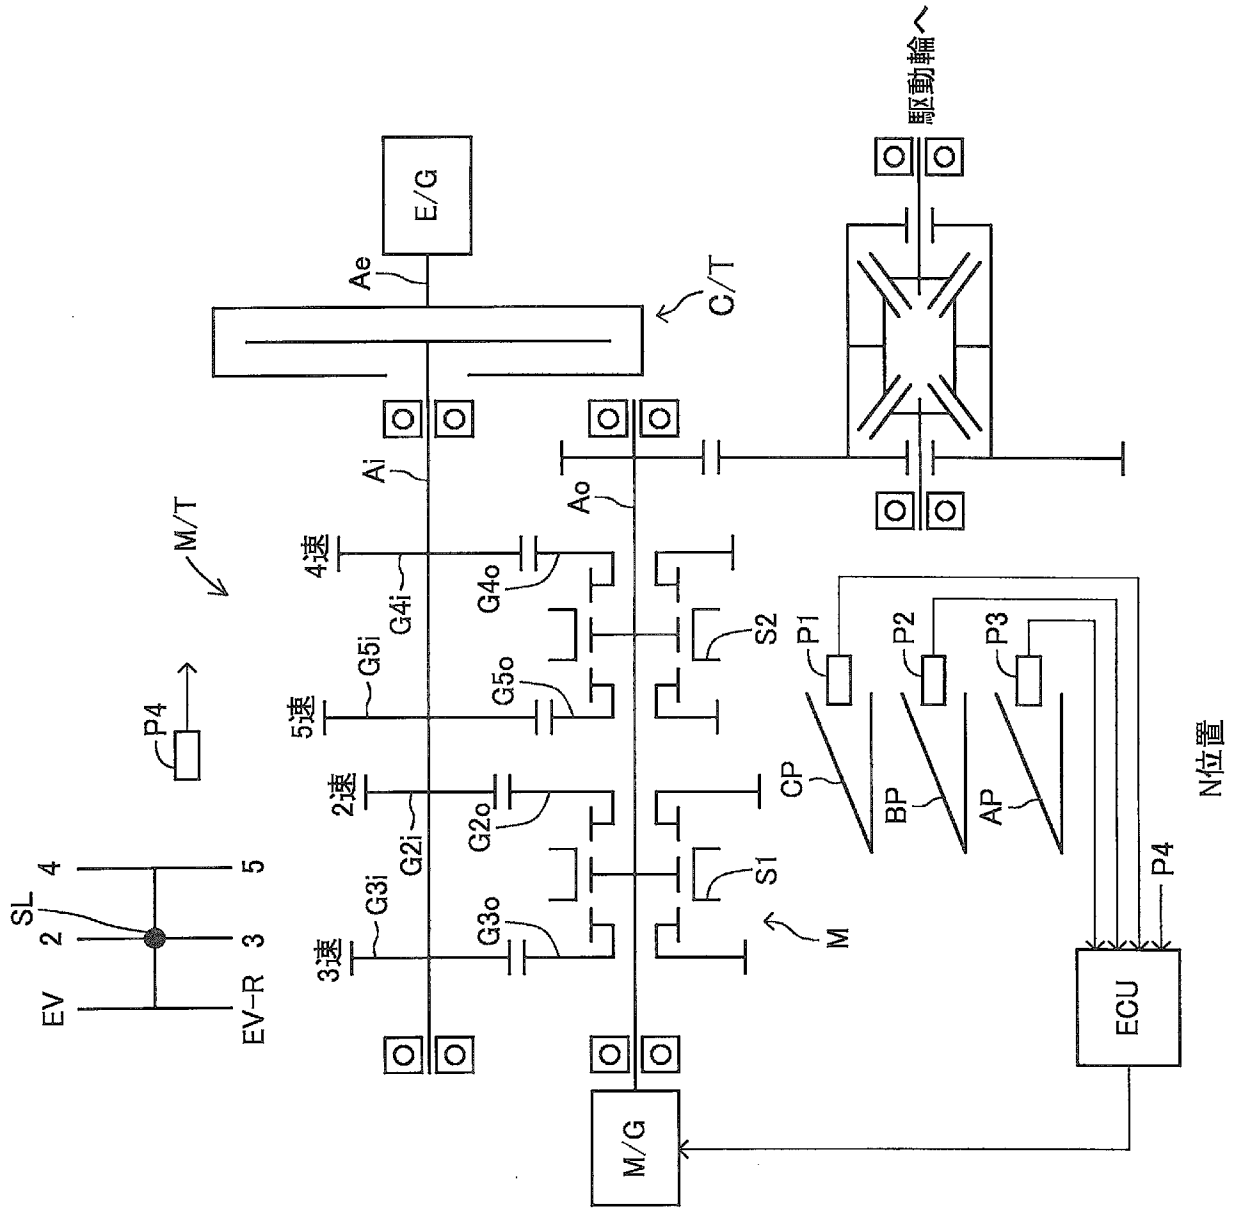 EV
2
4
SL
EV-R
3
5
P4
M/T
3速
2速
5速
4速
G3i
G2i
G5i
G4i
Ai
Ae
E/G
C/T
G3o
G2o
G5o
G4o
Ao
S1
S2
M
M/G
CP
BP
AP
P1
P2
P3
P4
ECU
駆動輪へ
N位置